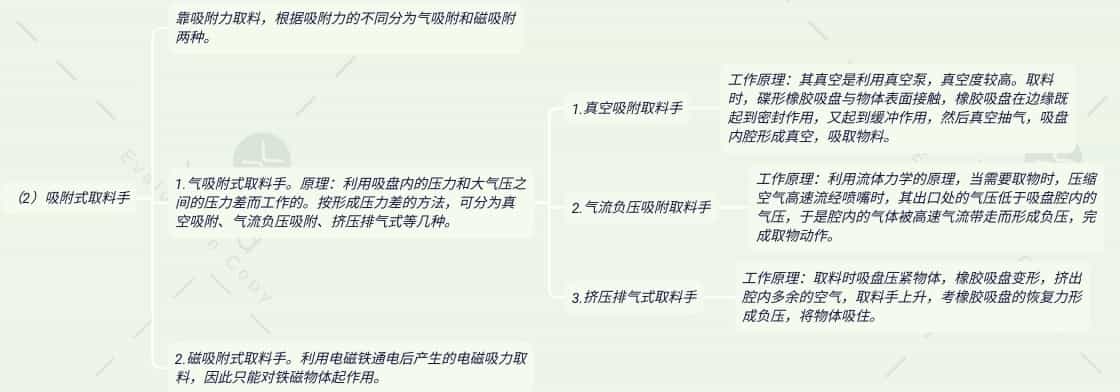 靠吸附力取料，根据吸附力的不同分为气吸附和磁吸附
两种。
（2）吸附式取料手
1.气吸附式取料手。原理：利用吸盘内的压力和大气压之
间的压力差而工作的。按形成压力差的方法，可分为真
空吸附、气流负压吸附、挤压排气式等几种。
1.真空吸附取料手
工作原理：其真空是利用真空泵，真空度较高。取料
时，碟形橡胶吸盘与物体表面接触，橡胶吸盘在边缘既
起到密封作用，又起到缓冲作用，然后真空抽气，吸盘
内腔形成真空，吸取物料。
2.气流负压吸附取料手
工作原理：利用流体力学的原理，当需要取物时，压缩
空气高速流经喷嘴时，其出口处的气压低于吸盘腔内的
气压，于是腔内的气体被高速气流带走而形成负压，完
成取物动作。
3.挤压排气式取料手
工作原理：取料时吸盘压紧物体，橡胶吸盘变形，挤出
腔内多余的空气，取料手上升，考橡胶吸盘的恢复力形
成负压，将物体吸住。
2.磁吸附式取料手。利用电磁铁通电后产生的电磁吸力取
料，因此只能对铁磁物体起作用。